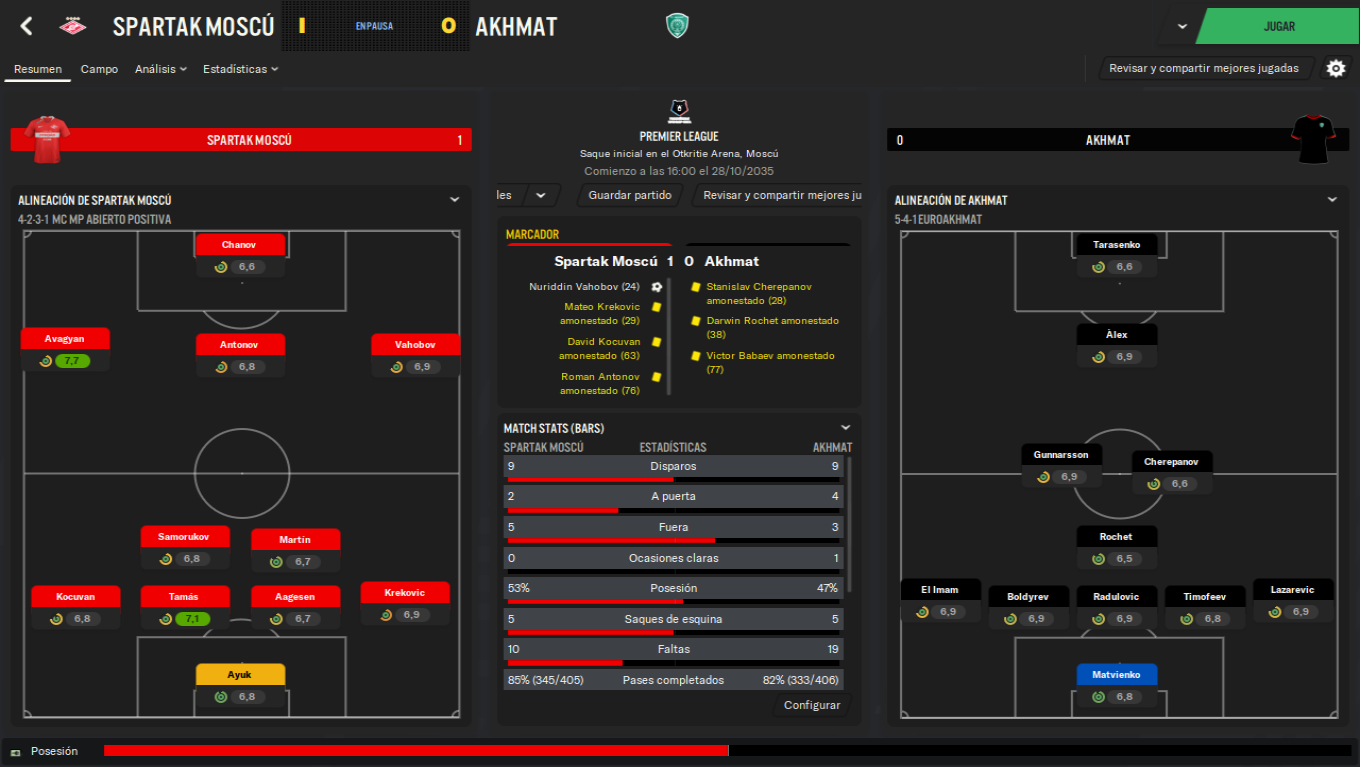 SPARTAK MOSCÚ
1
EN PAUSA
0
AKHMAT
JUGAR
Resumen
Campo
Análisis
Estadísticas
Revisar y compartir mejores jugadas
SPARTAK MOSCÚ 1
ALINEACIÓN DE SPARTAK MOSCÚ
4-2-3-1 MC MP ABIERTO POSITIVA
Chanov
6,6
Avagyan
7,7
Antonov
6,8
Vahobov
6,9
Samorukov
6,8
Martín
6,7
Kocuvan
6,8
Tamás
7,1
Aagesen
6,7
Krekovic
6,9
Ayuk
6,8
PREMIER LEAGUE
Saque inicial en el Otkritie Arena, Moscú
Comienzo a las 16:00 el 28/10/2035
les
Guardar partido
Revisar y compartir mejores ju
MARCADOR
Spartak Moscú 1 0 Akhmat
Nuriddin Vahobov (24)
Mateo Krekovic
amonestado (29)
David Kocuvan
amonestado (63)
Roman Antonov
amonestado (76)
Stanislav Cherepanov
amonestado (28)
Darwin Rochet amonestado
(38)
Victor Babaev amonestado
(77)
MATCH STATS (BARS)
SPARTAK MOSCÚ ESTADÍSTICAS AKHMAT
9 Disparos 9
2 A puerta 4
5 Fuera 3
0 Ocasiones claras 1
53% Posesión 47%
5 Saques de esquina 5
10 Faltas 19
85% (345/405) Pases completados 82% (333/406)
Configurar
0 AKHMAT
ALINEACIÓN DE AKHMAT
5-4-1 EUROAKHMAT
Tarasenko
6,6
Àlex
6,9
Gunnarsson
6,9
Cherepanov
6,6
Rochet
6,5
El Imam
6,9
Boldyrev
6,9
Radulovic
6,9
Timofeev
6,8
Lazarevic
6,9
Matvienko
6,8
Posesión